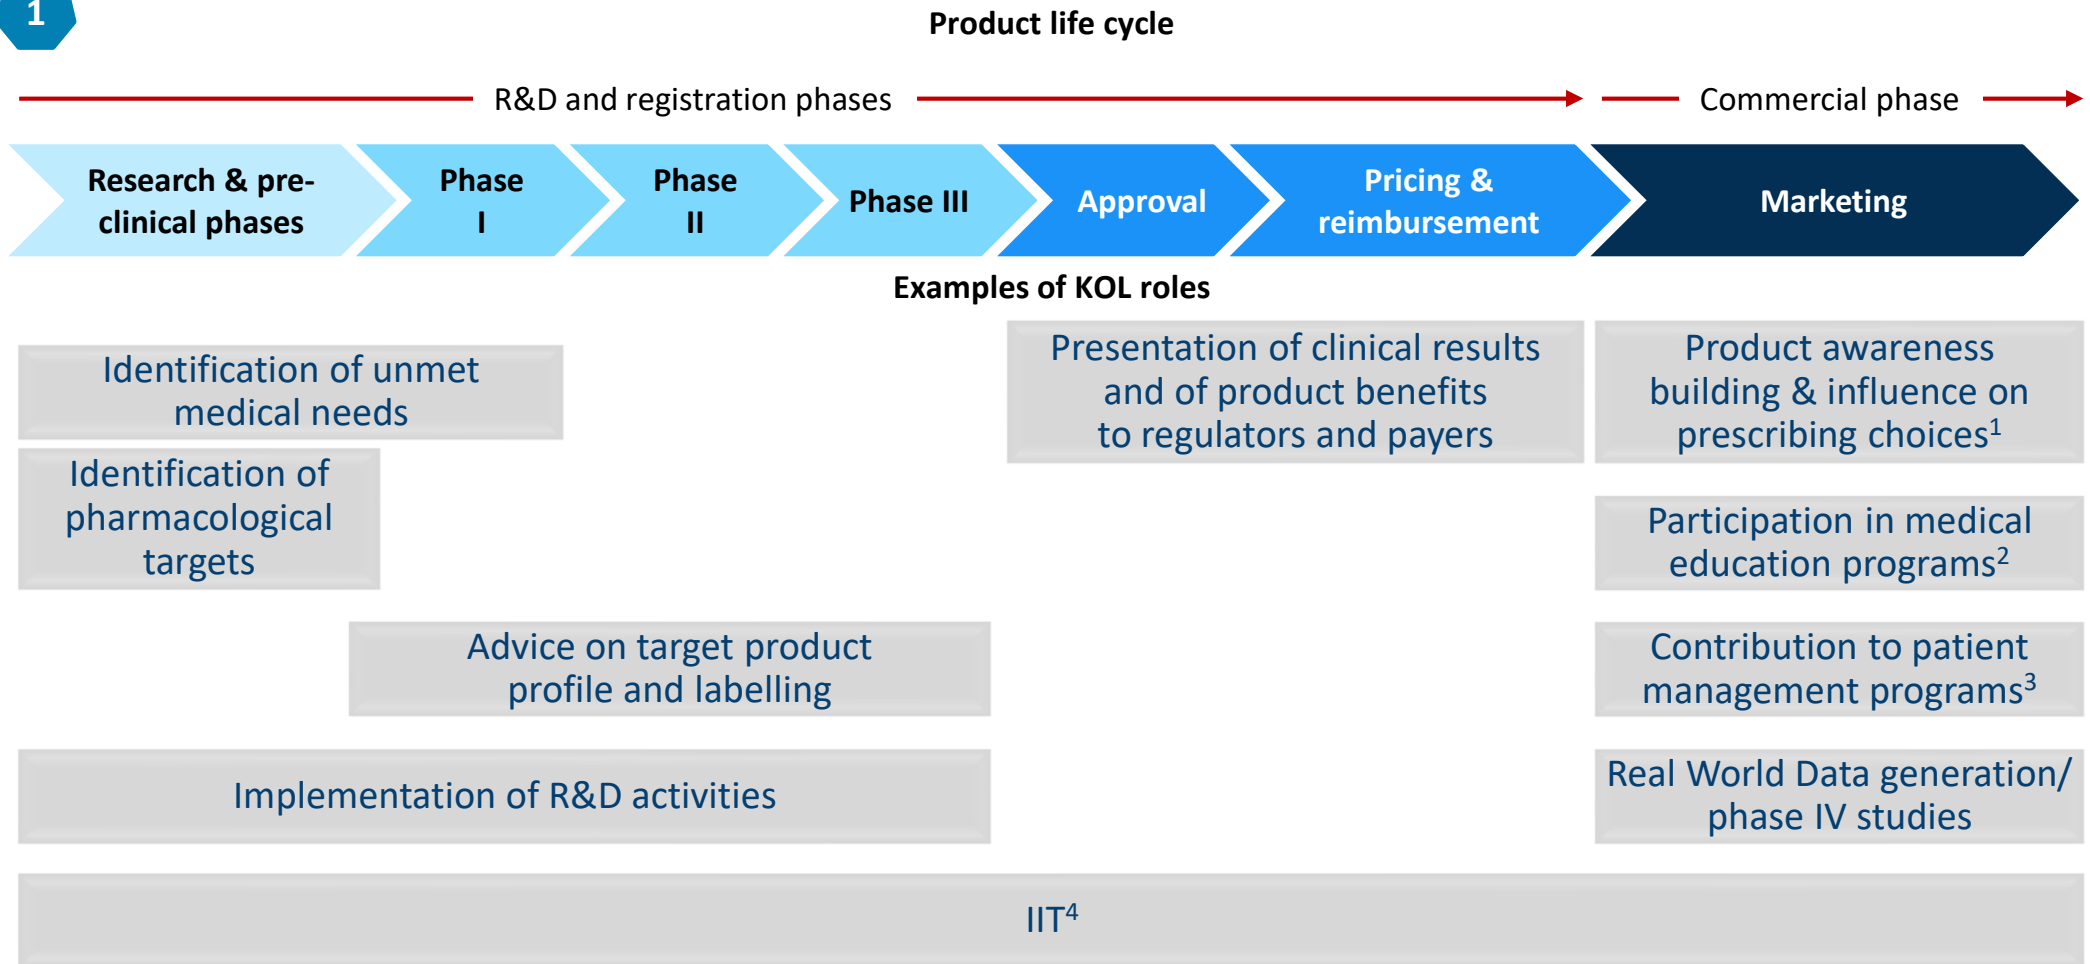 1
Product life cycle
R&D and registration phases
Commercial phase
Research & pre-
clinical phases
Phase
I
Phase
II
Phase III
Approval
Pricing &
reimbursement
Marketing
Examples of KOL roles
Identification of unmet
medical needs
Presentation of clinical results
and of product benefits
to regulators and payers
Product awareness
building & influence on
prescribing choices¹
Identification of
pharmacological
targets
Participation in medical
education programs²
Advice on target product
profile and labelling
Contribution to patient
management programs³
Implementation of R&D activities
Real World Data generation/
phase IV studies
IIT⁴